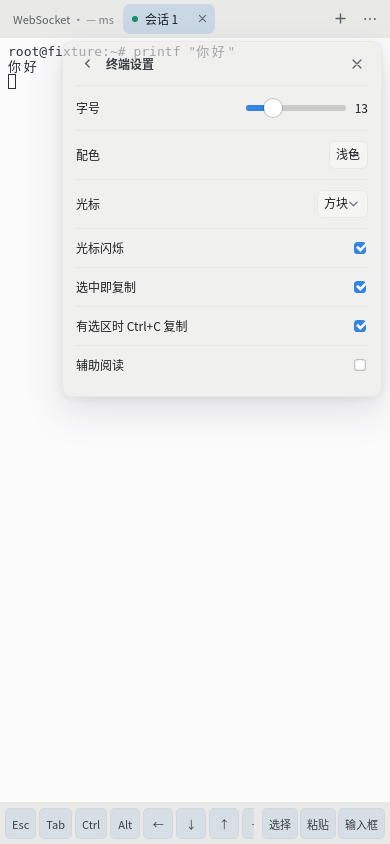 WebSocket · — ms 会话 1
root@fixture:~# printf "你好"
你好
终端设置
字号 13
配色 浅色
光标 方块
光标闪烁
选中即复制
有选区时 Ctrl+C 复制
辅助阅读
Esc Tab Ctrl Alt ← ↓ ↑ 选择 粘贴 输入框